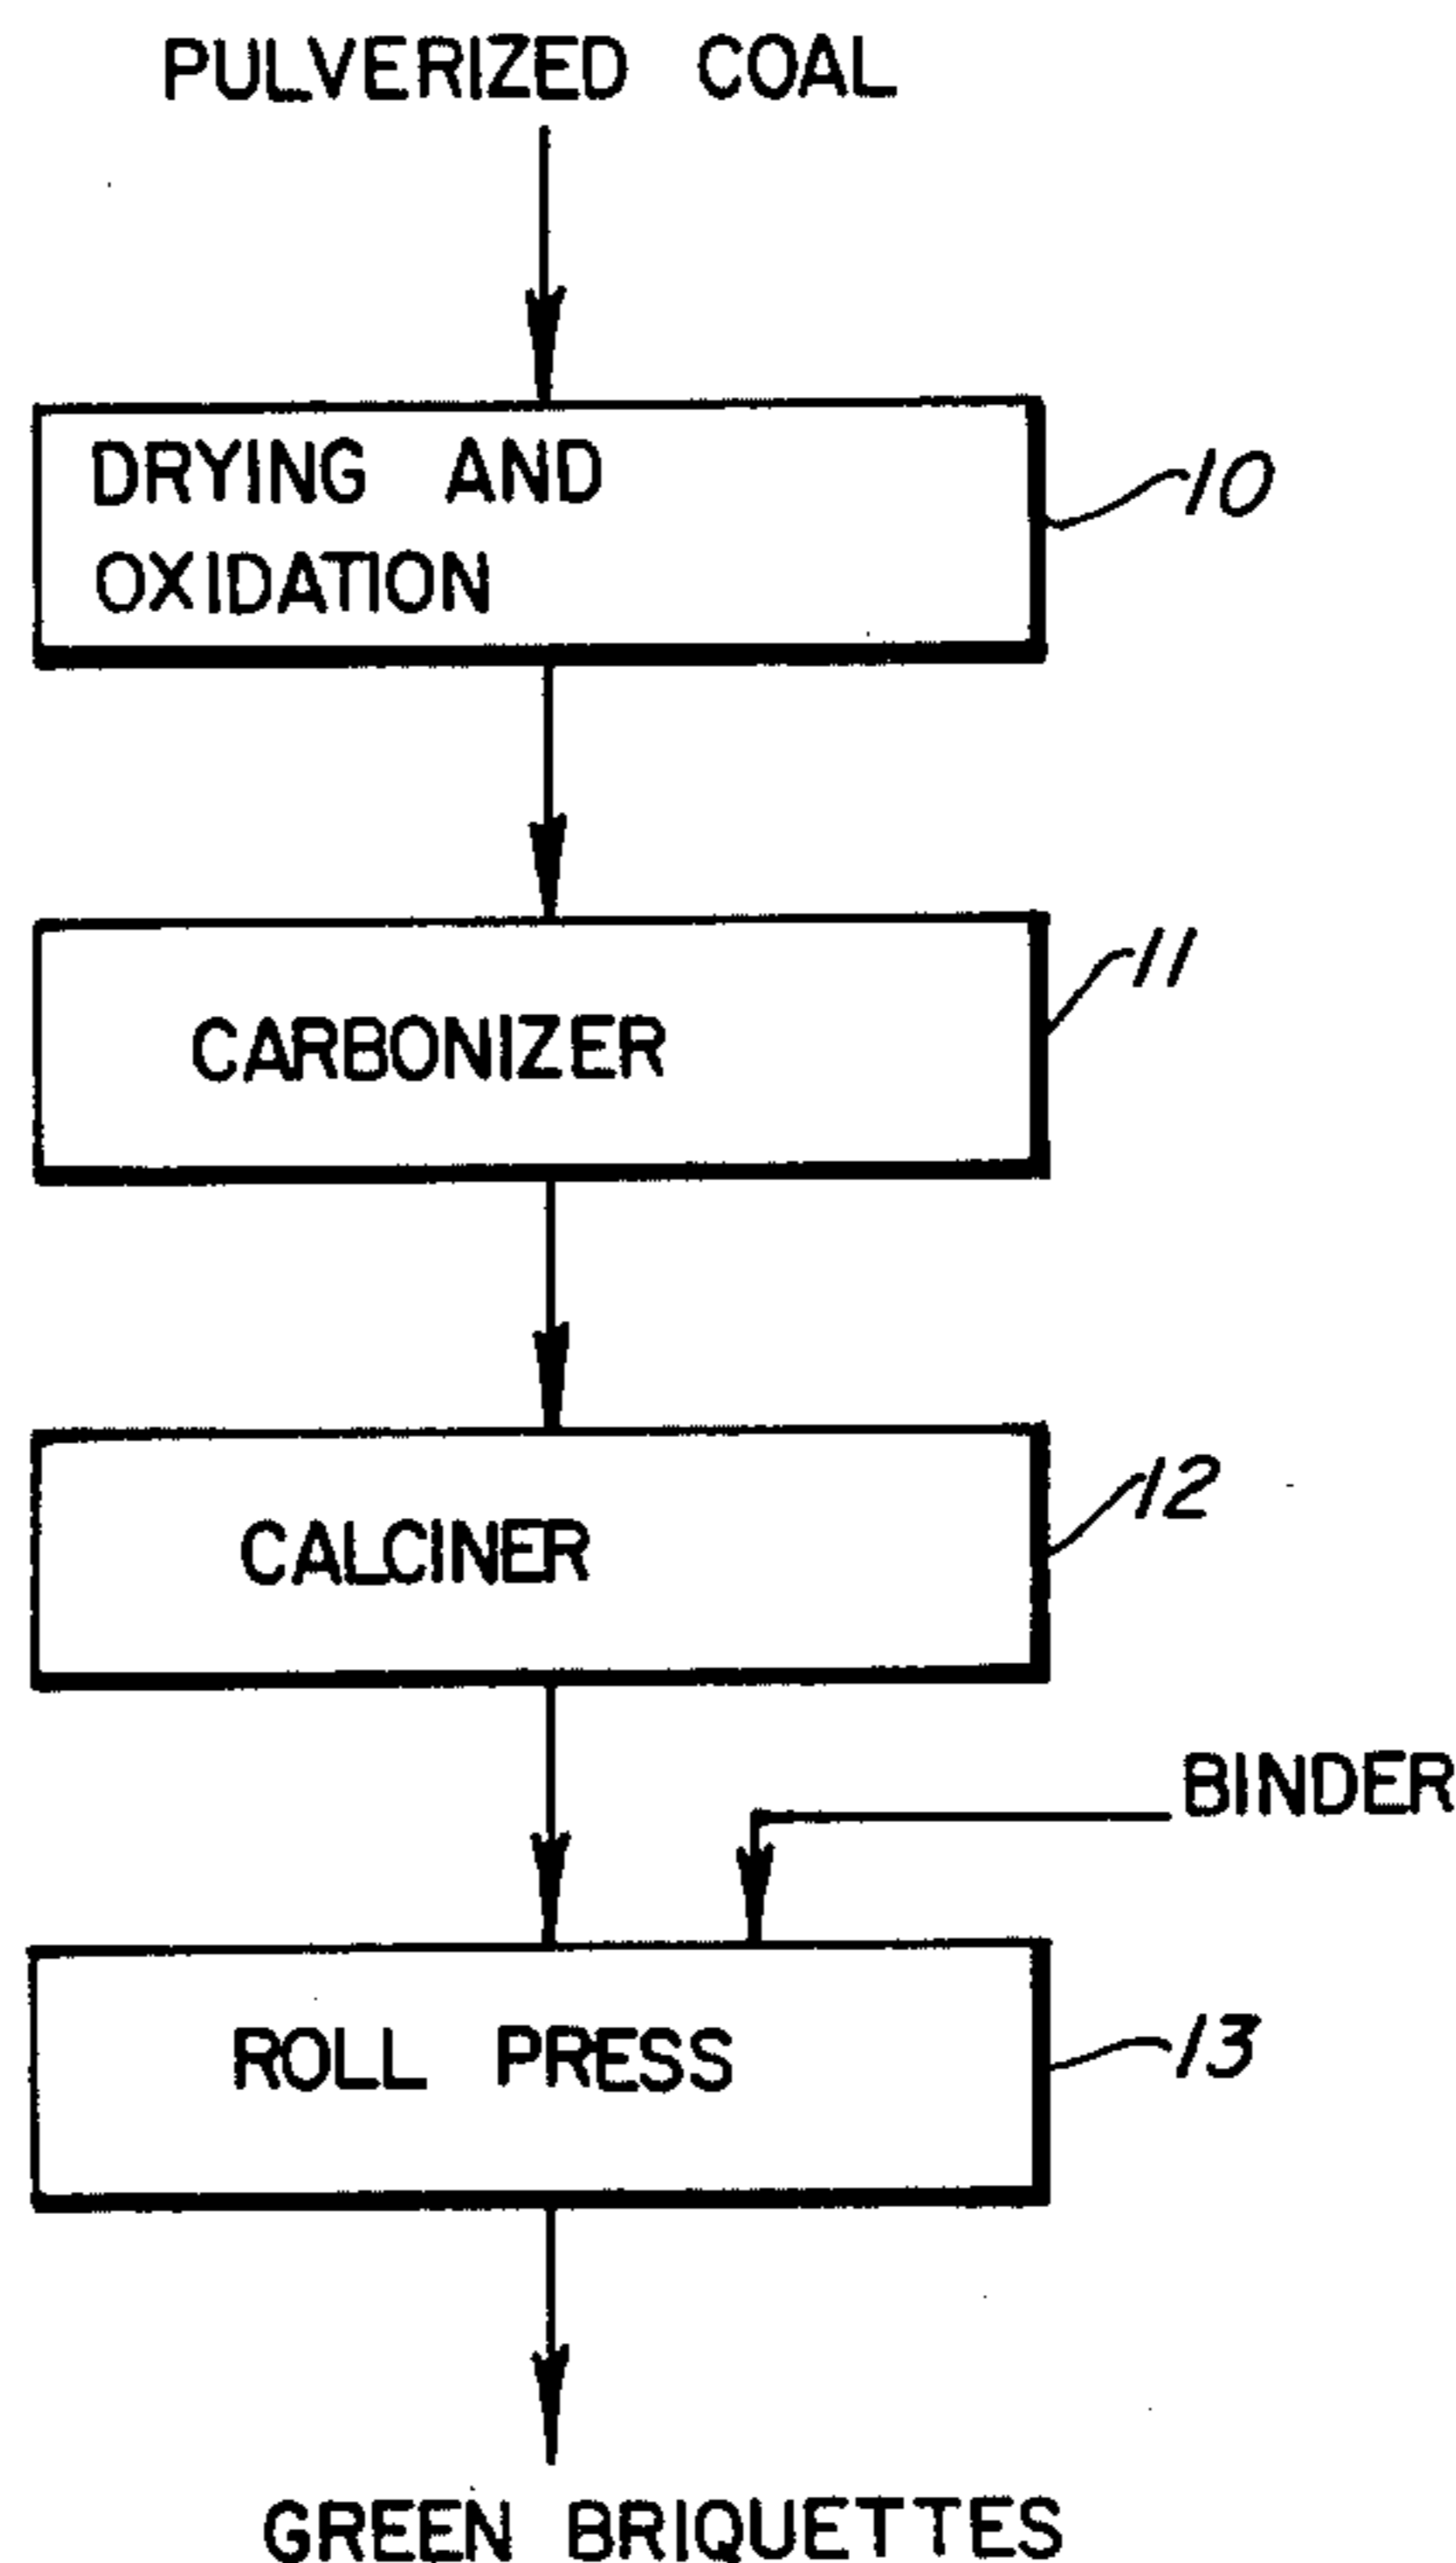 PULVERIZED COAL
DRYING AND
OXIDATION
10
CARBONIZER
11
CALCINER
12
BINDER
ROLL PRESS
13
GREEN BRIQUETTES